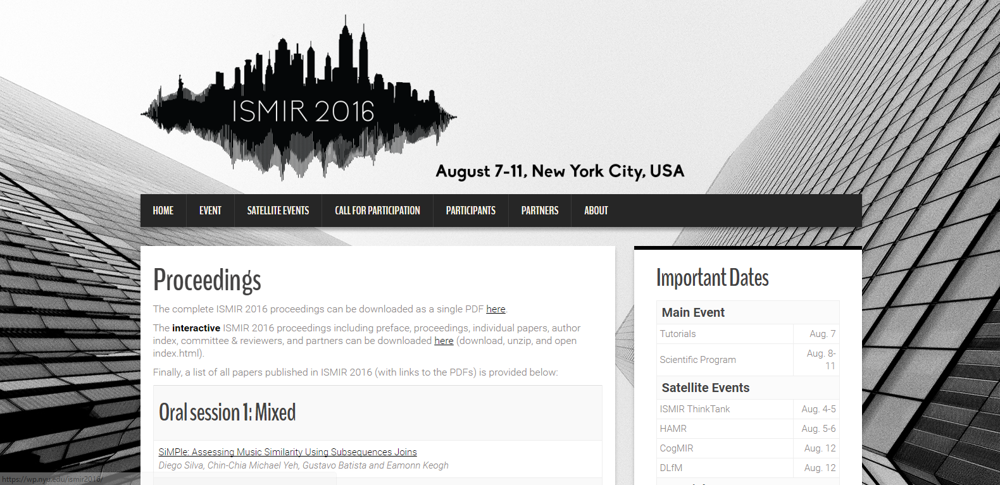 ISMIR 2016
August 7-11, New York City, USA
HOME EVENT SATELLITE EVENTS CALL FOR PARTICIPATION PARTICIPANTS PARTNERS ABOUT
Proceedings
The complete ISMIR 2016 proceedings can be downloaded as a single PDF here.
The interactive ISMIR 2016 proceedings including preface, proceedings, individual papers, author
index, committee & reviewers, and partners can be downloaded here (download, unzip, and open
index.html).
Finally, a list of all papers published in ISMIR 2016 (with links to the PDFs) is provided below:
Oral session 1: Mixed
SiMPle: Assessing Music Similarity Using Subsequences Joins
Diego Silva, Chin-Chia Michael Yeh, Gustavo Batista and Eamonn Keogh
Important Dates
Main Event
Tutorials Aug. 7
Scientific Program Aug. 8-
11
Satellite Events
ISMIR ThinkTank Aug. 4-5
HAMR Aug. 5-6
CogMIR Aug. 12
DLfM Aug. 12
https://wp.nyu.edu/ismir2016/